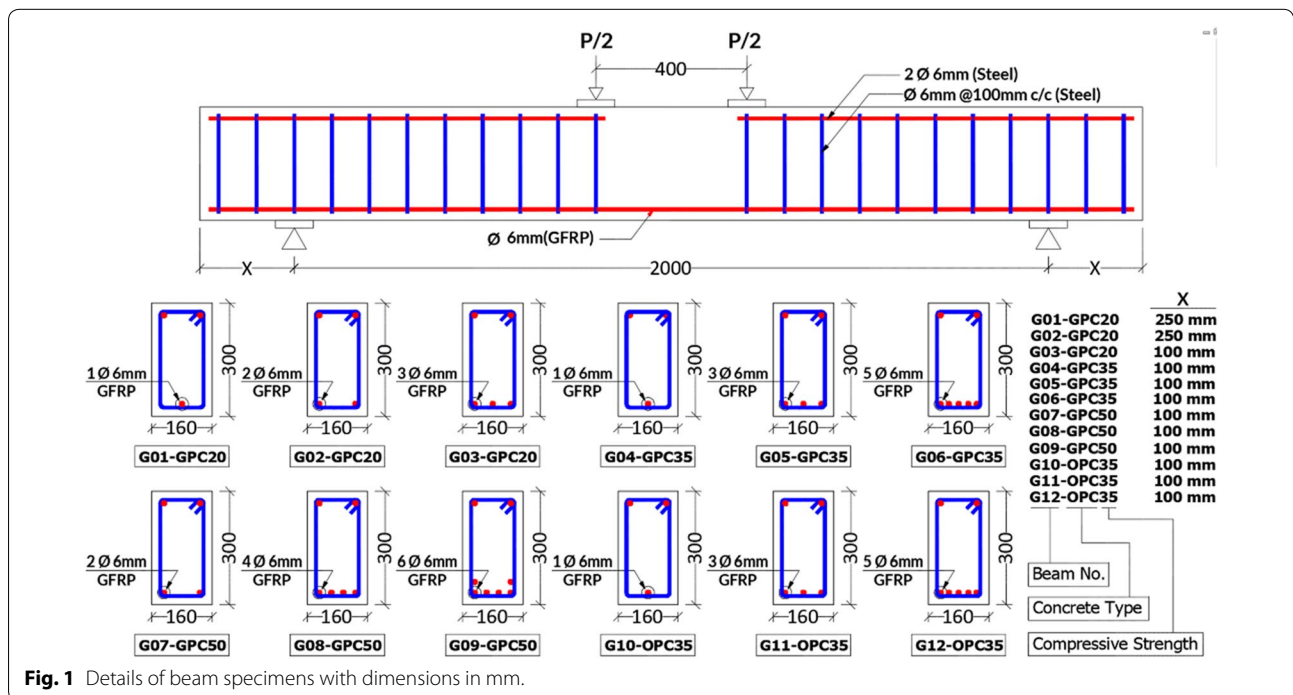 P/2 P/2
400
2 Ø 6mm (Steel)
Ø 6mm @100mm c/c (Steel)
Ø 6mm(GFRP)
X 2000 X
1 Ø 6mm
GFRP
300
160
G01-GPC20
2 Ø 6mm
GFRP
300
160
G02-GPC20
3 Ø 6mm
GFRP
300
160
G03-GPC20
1 Ø 6mm
GFRP
300
160
G04-GPC35
3 Ø 6mm
GFRP
300
160
G05-GPC35
5 Ø 6mm
GFRP
300
160
G06-GPC35
2 Ø 6mm
GFRP
300
160
G07-GPC50
4 Ø 6mm
GFRP
300
160
G08-GPC50
6 Ø 6mm
GFRP
300
160
G09-GPC50
1 Ø 6mm
GFRP
300
160
G10-OPC35
3 Ø 6mm
GFRP
300
160
G11-OPC35
5 Ø 6mm
GFRP
300
160
G12-OPC35
X
G01-GPC20 250 mm
G02-GPC20 250 mm
G03-GPC20 100 mm
G04-GPC35 100 mm
G05-GPC35 100 mm
G06-GPC35 100 mm
G07-GPC50 100 mm
G08-GPC50 100 mm
G09-GPC50 100 mm
G10-OPC35 100 mm
G11-OPC35 100 mm
G12-OPC35 100 mm
Beam No.
Concrete Type
Compressive Strength
Fig. 1 Details of beam specimens with dimensions in mm.